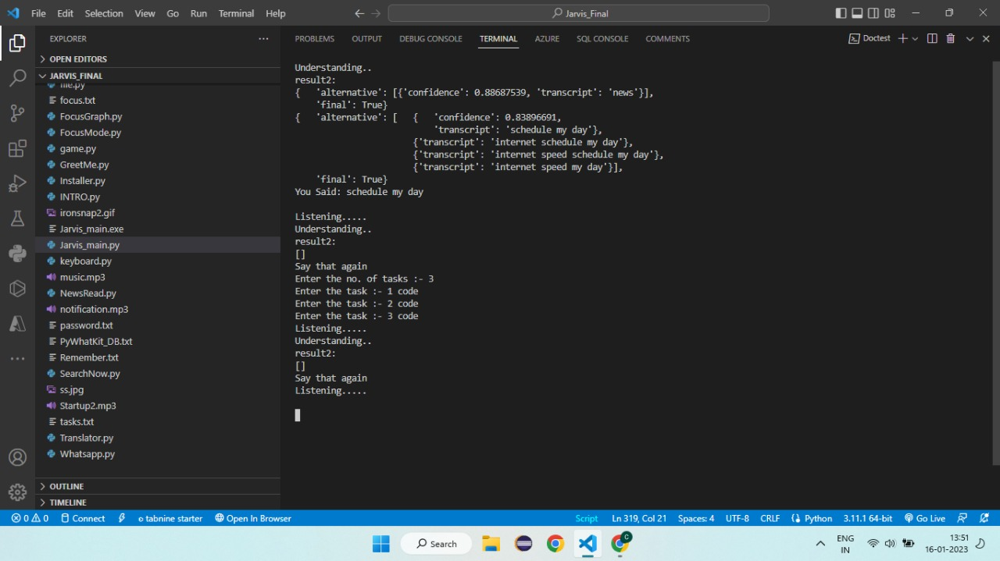 File Edit Selection View Go Run Terminal Help
Jarvis_Final
EXPLORER
OPEN EDITORS
JARVIS_FINAL
file.py
focus.txt
FocusGraph.py
FocusMode.py
game.py
GreetMe.py
Installer.py
INTRO.py
ironsnap2.gif
Jarvis_main.exe
Jarvis_main.py
keyboard.py
music.mp3
NewsRead.py
notification.mp3
password.txt
PyWhatKit_DB.txt
Remember.txt
SearchNow.py
ss.jpg
Startup2.mp3
tasks.txt
Translator.py
Whatsapp.py
OUTLINE
TIMELINE
PROBLEMS OUTPUT DEBUG CONSOLE TERMINAL AZURE SQL CONSOLE COMMENTS
Doctest
Understanding..
result2:
{   'alternative': [{'confidence': 0.88687539, 'transcript': 'news'}],
    'final': True}
{   'alternative': [   {   'confidence': 0.83896691,
                           'transcript': 'schedule my day'},
                       {'transcript': 'internet schedule my day'},
                       {'transcript': 'internet speed schedule my day'},
                       {'transcript': 'internet speed my day'}],
    'final': True}
You Said: schedule my day
Listening.....
Understanding..
result2:
[]
Say that again
Enter the no. of tasks :- 3
Enter the task :- 1 code
Enter the task :- 2 code
Enter the task :- 3 code
Listening.....
Understanding..
result2:
[]
Say that again
Listening.....
0 0 Connect tabnine starter Open In Browser Script Ln 319, Col 21 Spaces: 4 UTF-8 CRLF Python 3.11.1 64-bit Go Live
Search
ENG
IN
13:51
16-01-2023